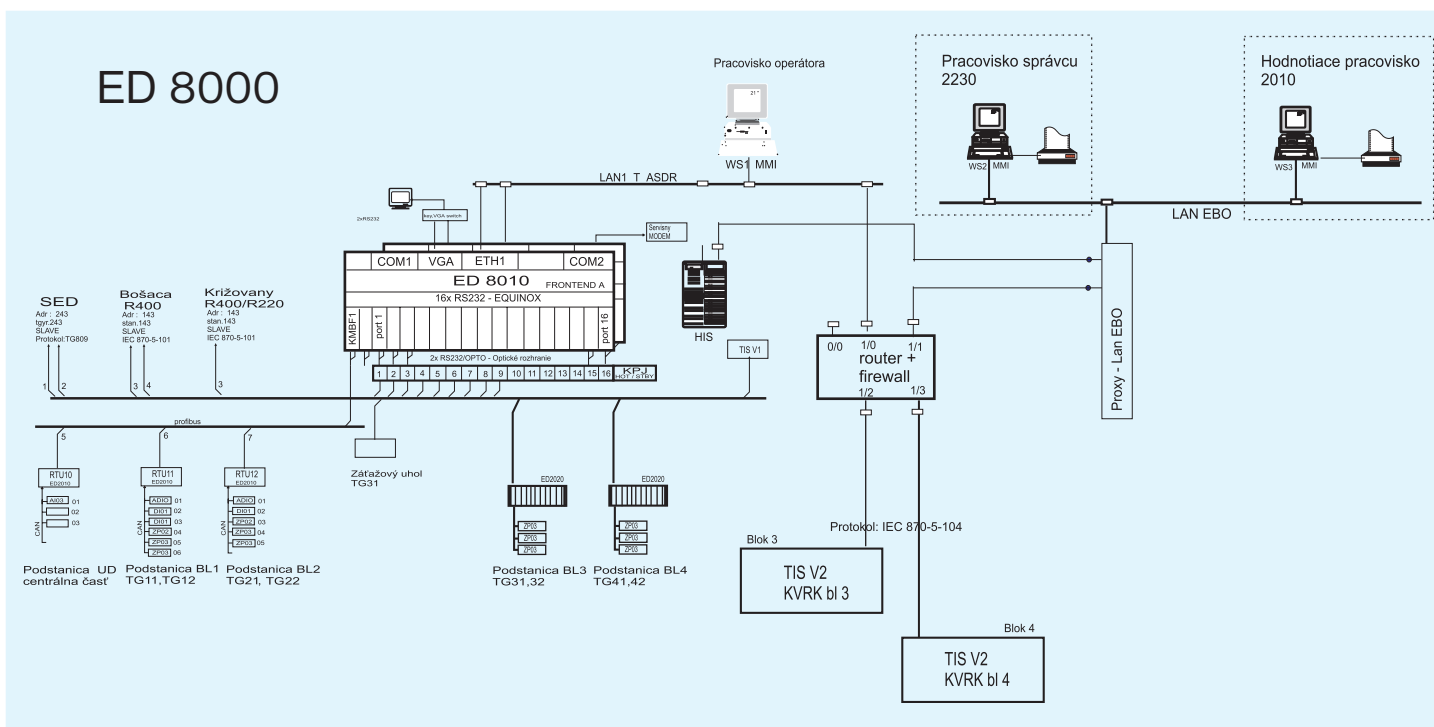 ED 8000
Pracovisko operátora
21"
WS1 MMI
Pracovisko správcu
2230
WS2 MMI
Hodnotiace pracovisko
2010
WS3 MMI
LAN1 T ASDR
LAN EBO
2xRS232
key,VGA switch
Servisny
MODEM
COM1 VGA ETH1 COM2
ED 8010 FRONTEND A
16x RS232 - EQUINOX
KMBF1
port 1
port 16
2x RS232/OPTO - Optické rozhranie
1 2 3 4 5 6 7 8 9 10 11 12 13 14 15 16
KPJ
HOT / STBY
HIS
TIS V1
SED
Adr : 243
tgyr.243
SLAVE
Protokol:TG809
1 2
Bošaca
R400
Adr : 143
stan.143
SLAVE
IEC 870-5-101
3 4
Križovany
R400/R220
Adr : 143
stan.143
SLAVE
IEC 870-5-101
3
0/0 1/0 1/1
router +
firewall
1/2 1/3
Proxy - Lan EBO
profibus
5
6
7
RTU10
ED2010
AI03 01
02
03
CAN
Podstanica UD
centrálna časť
RTU11
ED2010
ADIO 01
DI01 02
DI01 03
ZP02 04
ZP03 05
ZP03 06
CAN
Podstanica BL1
TG11,TG12
RTU12
ED2010
ADIO 01
DI01 02
ZP02 03
ZP03 04
ZP03 05
CAN
Podstanica BL2
TG21, TG22
Záťažový uhol
TG31
ED2020
ZP03
ZP03
ZP03
Podstanica BL3
TG31,32
ED2020
ZP03
ZP03
ZP03
Podstanica BL4
TG41,42
Protokol: IEC 870-5-104
Blok 3
TIS V2
KVRK bl 3
Blok 4
TIS V2
KVRK bl 4